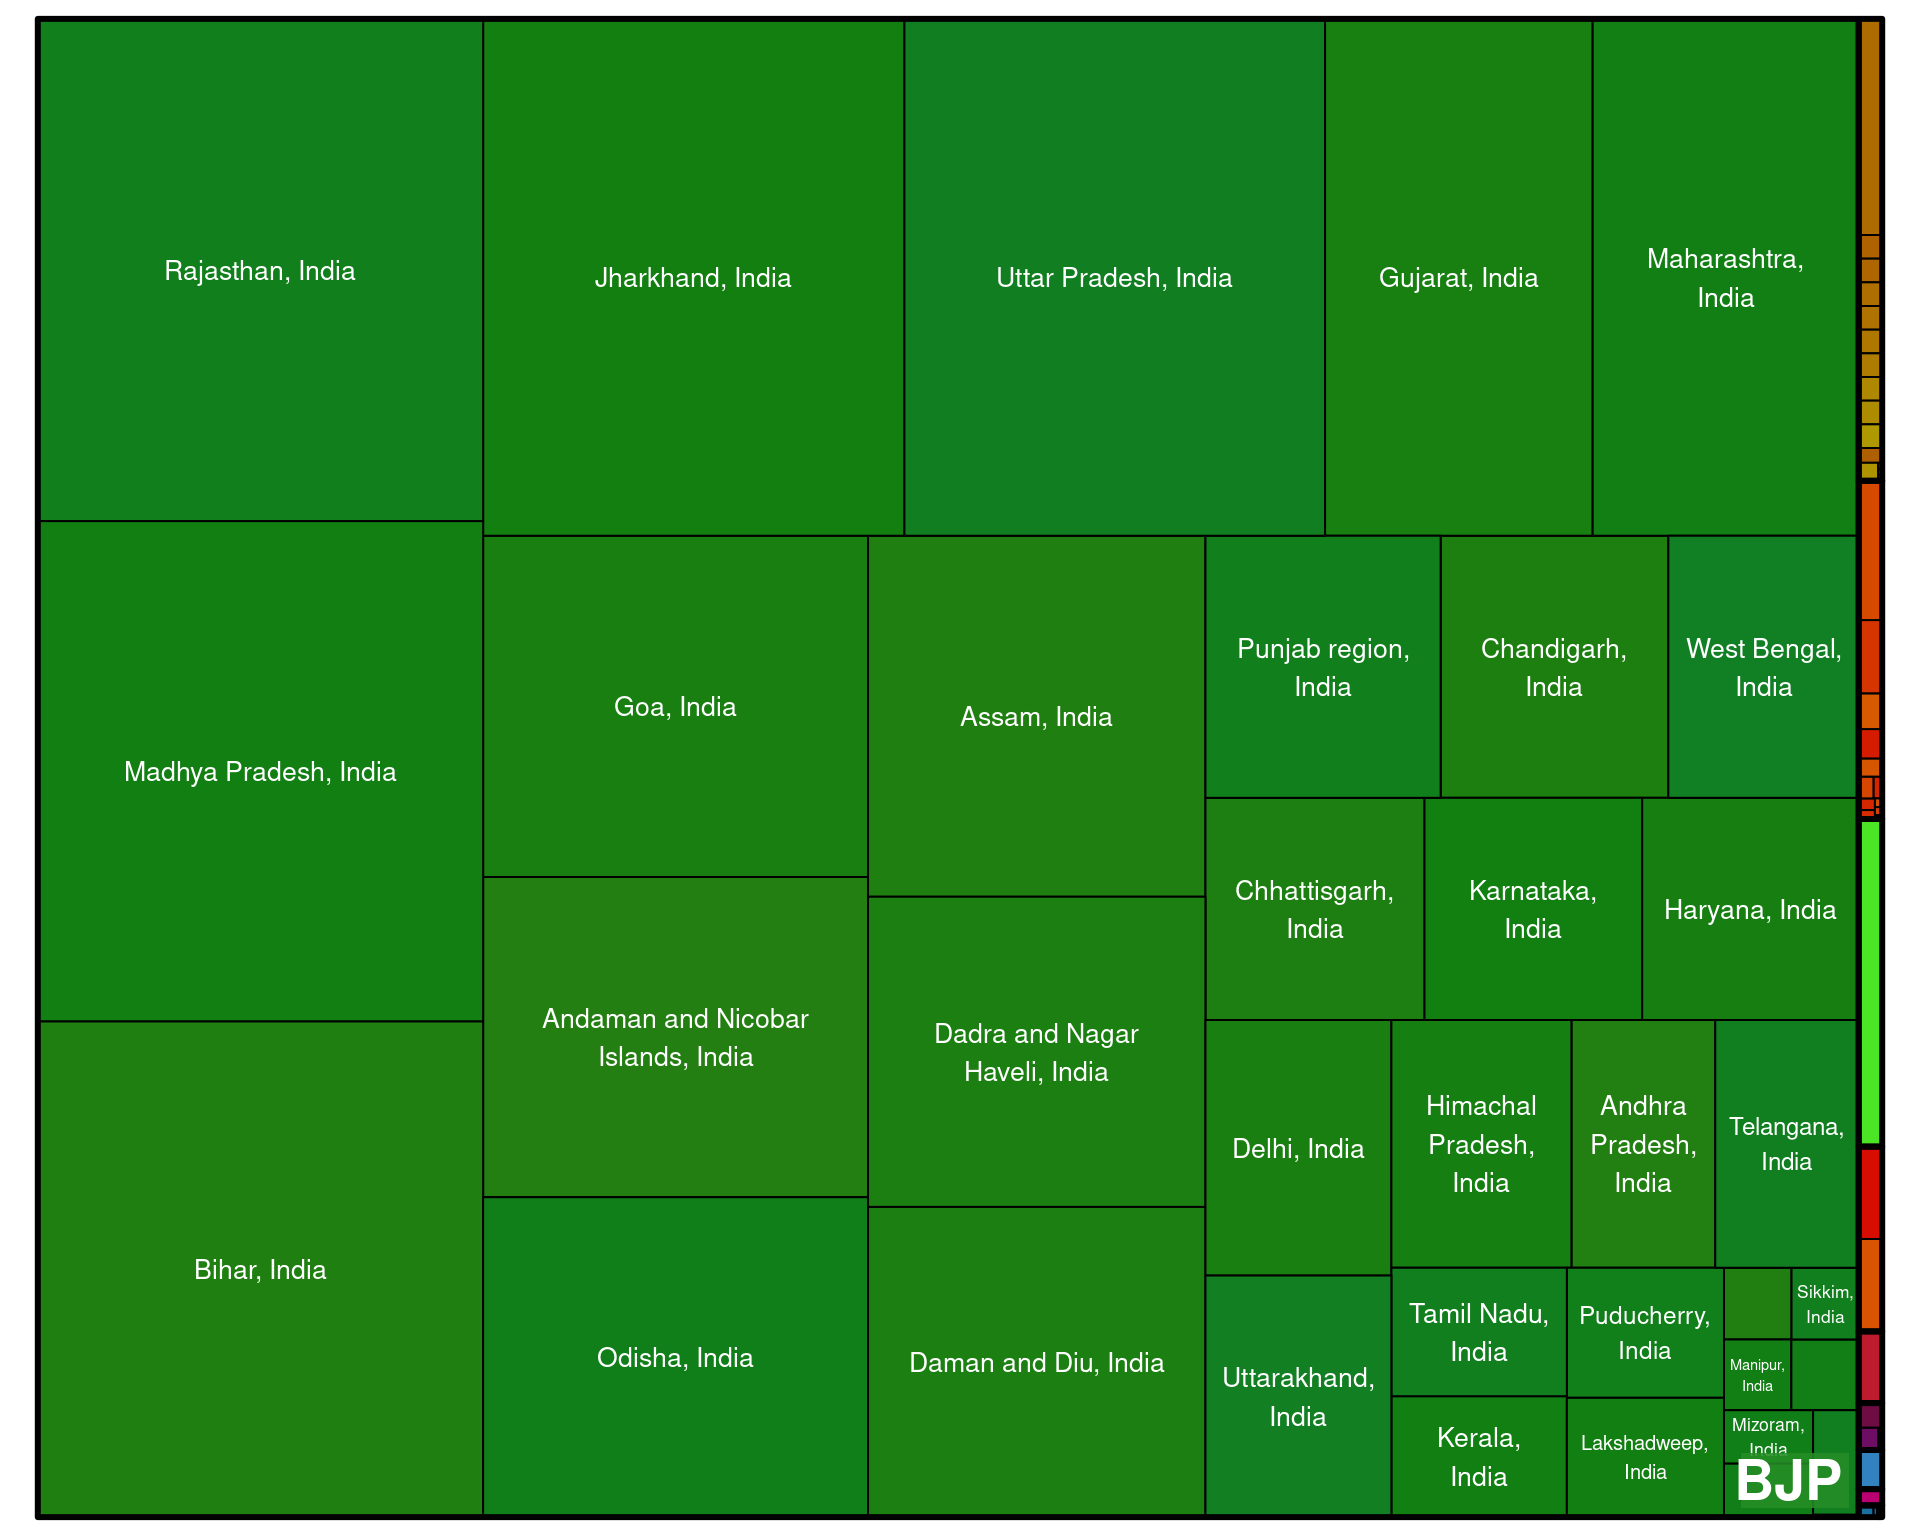 Rajasthan, India
Jharkhand, India
Uttar Pradesh, India
Gujarat, India
Maharashtra,
India
Madhya Pradesh, India
Goa, India
Assam, India
Punjab region,
India
Chandigarh,
India
West Bengal,
India
Chhattisgarh,
India
Karnataka,
India
Haryana, India
Andaman and Nicobar
Islands, India
Dadra and Nagar
Haveli, India
Delhi, India
Himachal
Pradesh,
India
Andhra
Pradesh,
India
Telangana,
India
Bihar, India
Odisha, India
Daman and Diu, India
Uttarakhand,
India
Tamil Nadu,
India
Puducherry,
India
Sikkim,
India
Manipur,
India
Kerala,
India
Lakshadweep,
India
Mizoram,
India
BJP